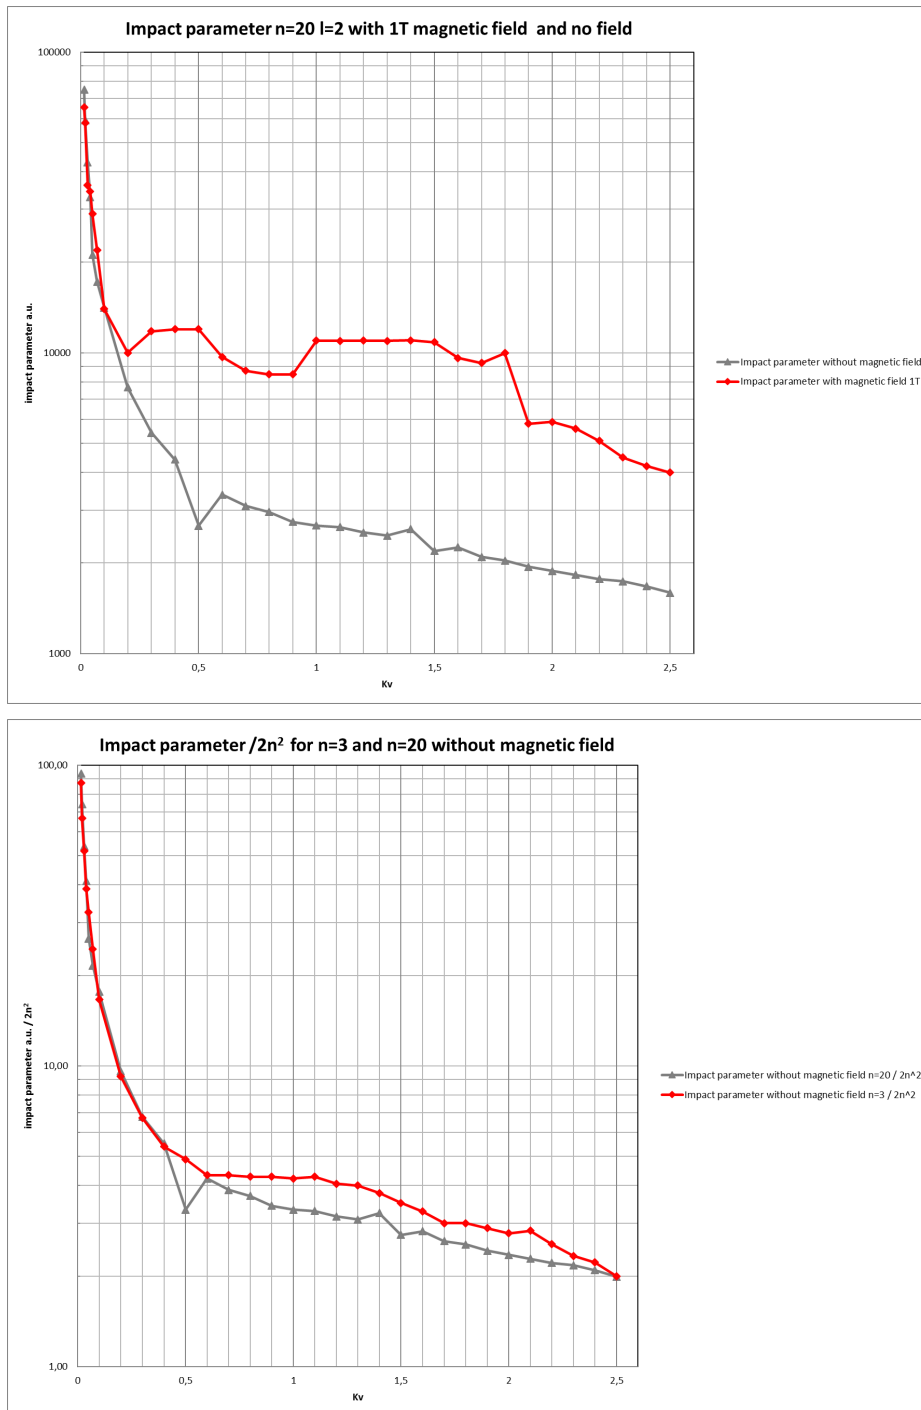 Impact parameter n=20 l=2 with 1T magnetic field and no field
100000
10000
1000
impact parameter a.u.
0
0,5
1
1,5
2
2,5
Kv
Impact parameter without magnetic field
Impact parameter with magnetic field 1T
Impact parameter /2n² for n=3 and n=20 without magnetic field
100,00
10,00
1,00
impact parameter a.u. / 2n²
0
0,5
1
1,5
2
2,5
Kv
Impact parameter without magnetic field n=20 / 2n^2
Impact parameter without magnetic field n=3 / 2n^2